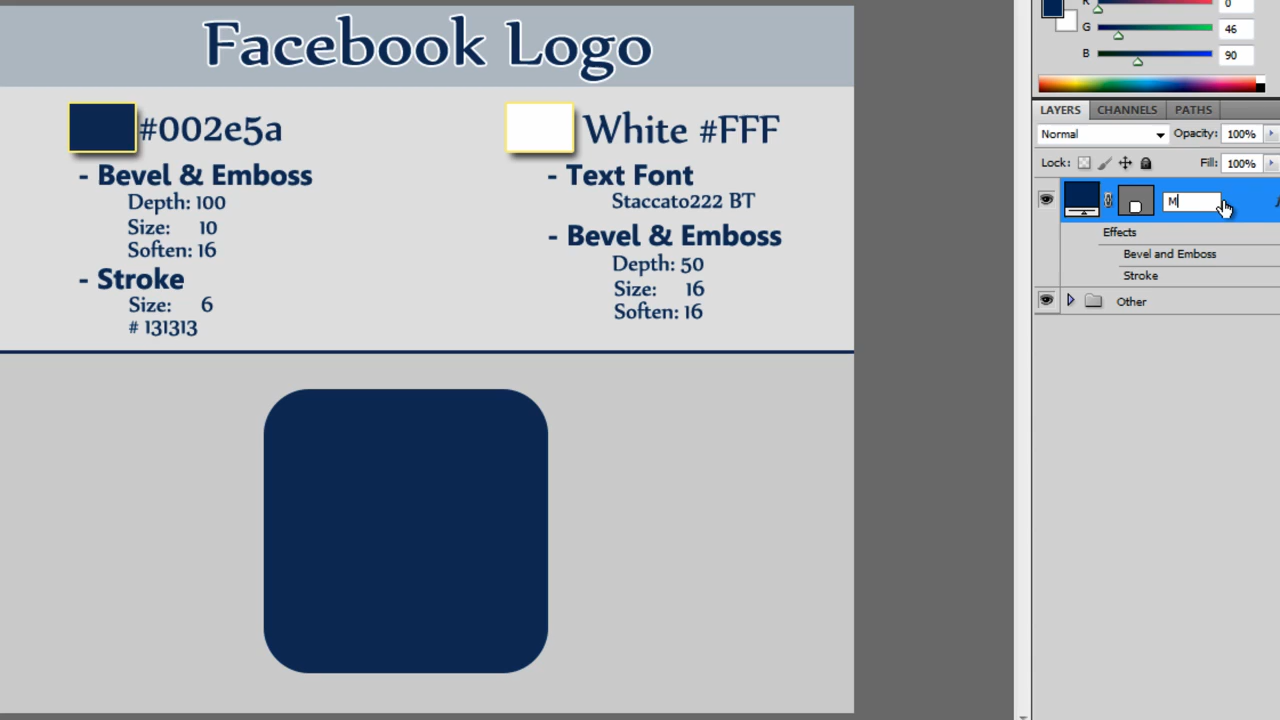 Facebook Logo
#002e5a
- Bevel & Emboss
Depth: 100
Size: 10
Soften: 16
- Stroke
Size: 6
# 131313
White #FFF
- Text Font
Staccato222 BT
- Bevel & Emboss
Depth: 50
Size: 16
Soften: 16
R 0
G 46
B 90
LAYERS CHANNELS PATHS
Normal Opacity: 100%
Lock: Fill: 100%
M
Effects
Bevel and Emboss
Stroke
Other